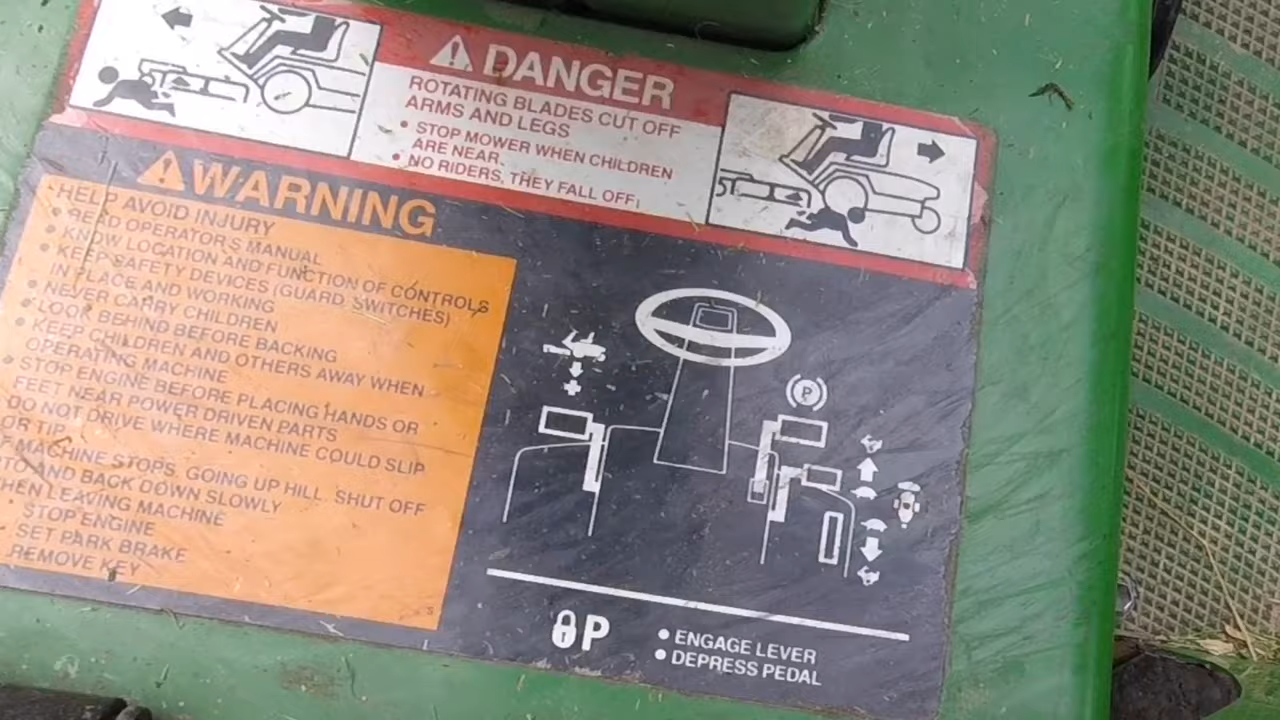 DANGER
ROTATING BLADES CUT OFF
ARMS AND LEGS
• STOP MOWER WHEN CHILDREN
ARE NEAR.
• NO RIDERS, THEY FALL OFF.
WARNING
HELP AVOID INJURY
• READ OPERATOR'S MANUAL
• KNOW LOCATION AND FUNCTION OF CONTROLS
• KEEP SAFETY DEVICES (GUARD, SWITCHES)
IN PLACE AND WORKING
• NEVER CARRY CHILDREN
• LOOK BEHIND BEFORE BACKING
• KEEP CHILDREN AND OTHERS AWAY WHEN
OPERATING MACHINE
• STOP ENGINE BEFORE PLACING HANDS OR
FEET NEAR POWER DRIVEN PARTS
DO NOT DRIVE WHERE MACHINE COULD SLIP
OR TIP
MACHINE STOPS GOING UP HILL. SHUT OFF
AND BACK DOWN SLOWLY
WHEN LEAVING MACHINE
STOP ENGINE
SET PARK BRAKE
REMOVE KEY
P
P
• ENGAGE LEVER
• DEPRESS PEDAL